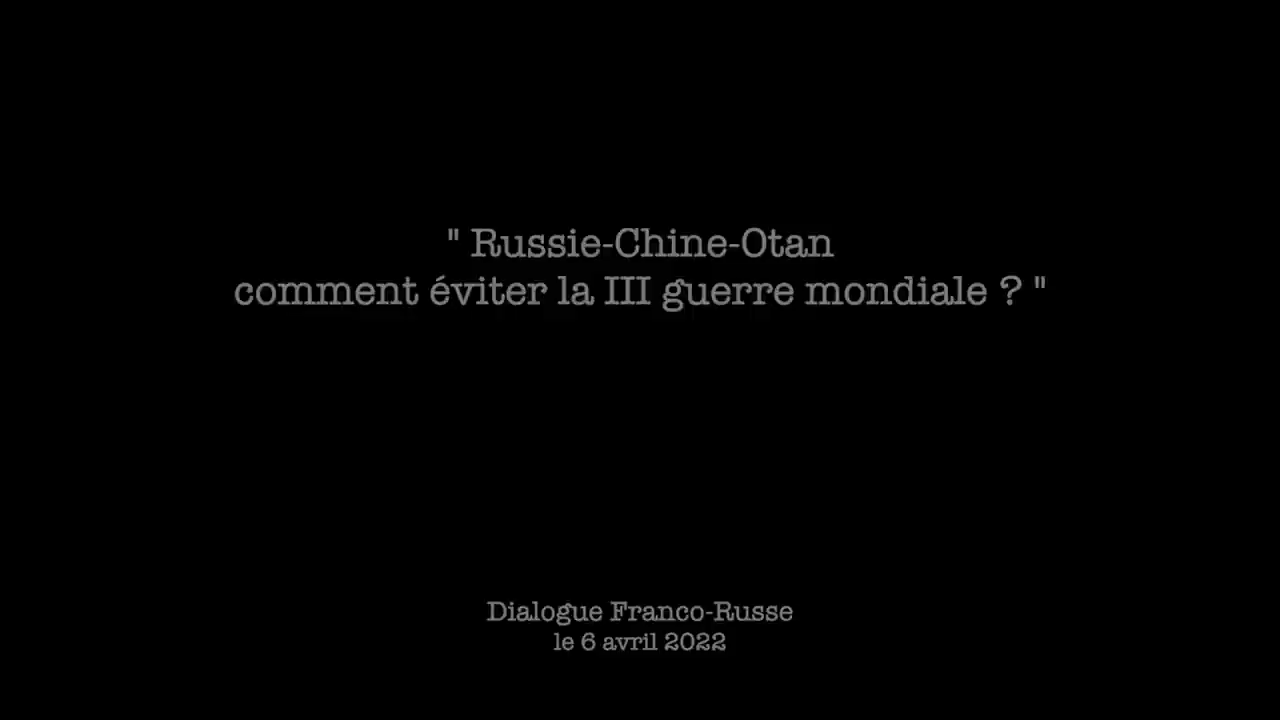 " Russie-Chine-Otan
comment éviter la III guerre mondiale ? "
Dialogue Franco-Russe
le 6 avril 2022